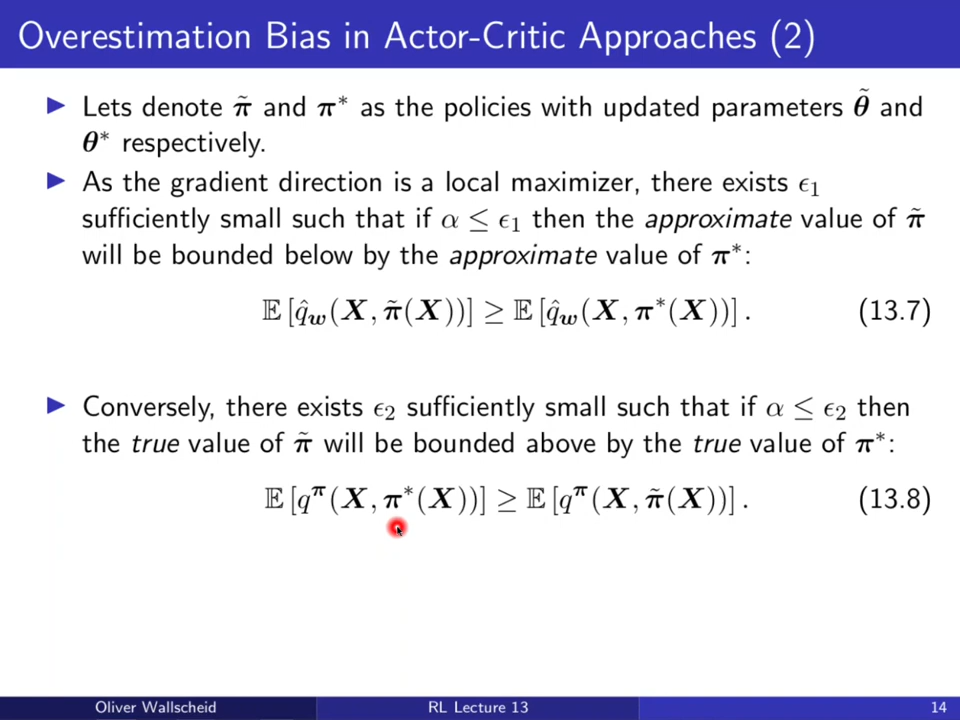 Overestimation Bias in Actor-Critic Approaches (2)
▶ Lets denote π̃ and π* as the policies with updated parameters θ̃ and
θ* respectively.
▶ As the gradient direction is a local maximizer, there exists ϵ₁
sufficiently small such that if α ≤ ϵ₁ then the approximate value of π̃
will be bounded below by the approximate value of π*:
𝔼 [q̂_w(X, π̃(X))] ≥ 𝔼 [q̂_w(X, π*(X))] . (13.7)
▶ Conversely, there exists ϵ₂ sufficiently small such that if α ≤ ϵ₂ then
the true value of π̃ will be bounded above by the true value of π*:
𝔼 [q^π(X, π*(X))] ≥ 𝔼 [q^π(X, π̃(X))] . (13.8)
Oliver Wallscheid RL Lecture 13 14